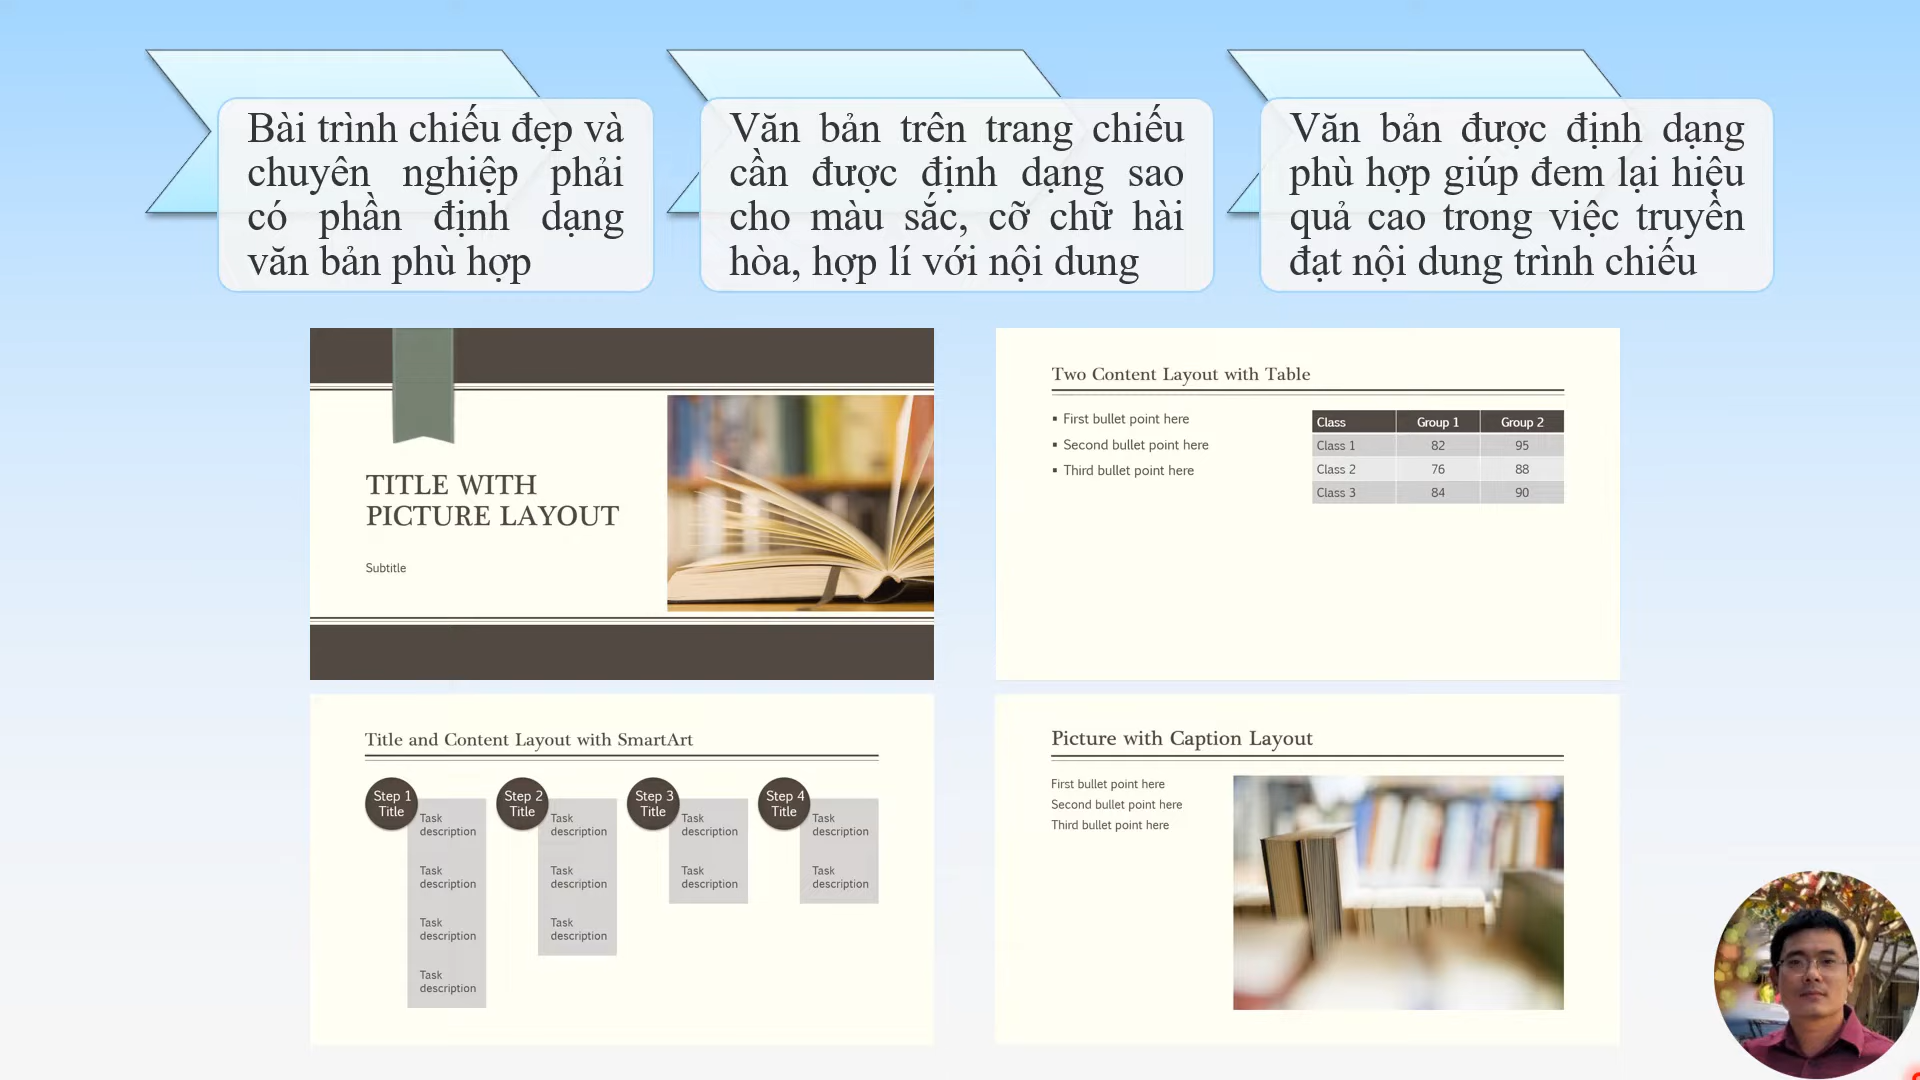 Bài trình chiếu đẹp và
chuyên nghiệp phải
có phần định dạng
văn bản phù hợp
Văn bản trên trang chiếu
cần được định dạng sao
cho màu sắc, cỡ chữ hài
hòa, hợp lí với nội dung
Văn bản được định dạng
phù hợp giúp đem lại hiệu
quả cao trong việc truyền
đạt nội dung trình chiếu
TITLE WITH
PICTURE LAYOUT
Subtitle
Two Content Layout with Table
▪ First bullet point here
▪ Second bullet point here
▪ Third bullet point here
Class Group 1 Group 2
Class 1 82 95
Class 2 76 88
Class 3 84 90
Title and Content Layout with SmartArt
Step 1
Title
Task
description
Task
description
Task
description
Task
description
Step 2
Title
Task
description
Task
description
Task
description
Step 3
Title
Task
description
Task
description
Step 4
Title
Task
description
Task
description
Picture with Caption Layout
First bullet point here
Second bullet point here
Third bullet point here